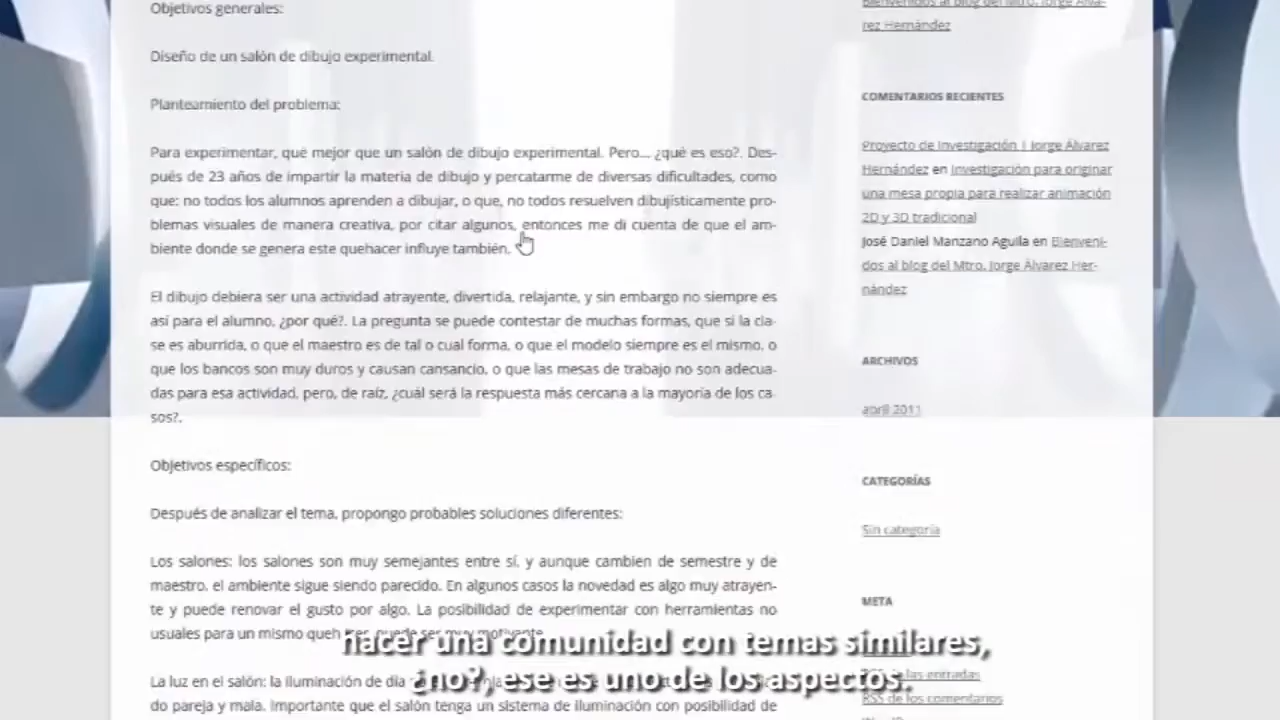 Objetivos generales:
Diseño de un salón de dibujo experimental.
Planteamiento del problema:
Para experimentar, qué mejor que un salón de dibujo experimental. Pero... ¿qué es eso?. Des-
pués de 23 años de impartir la materia de dibujo y percatarme de diversas dificultades, como
que: no todos los alumnos aprenden a dibujar, o que, no todos resuelven dibujísticamente pro-
blemas visuales de manera creativa, por citar algunos, entonces me di cuenta de que el am-
biente donde se genera este quehacer influye también.
El dibujo debiera ser una actividad atrayente, divertida, relajante, y sin embargo no siempre es
así para el alumno, ¿por qué?. La pregunta se puede contestar de muchas formas, que si la cla-
se es aburrida, o que el maestro es de tal o cual forma, o que el modelo siempre es el mismo, o
que los bancos son muy duros y causan cansancio, o que las mesas de trabajo no son adecua-
das para esa actividad, pero, de raíz, ¿cuál será la respuesta más cercana a la mayoría de los ca-
sos?.
Objetivos específicos:
Después de analizar el tema, propongo probables soluciones diferentes:
Los salones: los salones son muy semejantes entre sí, y aunque cambien de semestre y de
maestro, el ambiente sigue siendo parecido. En algunos casos la novedad es algo muy atrayen-
te y puede renovar el gusto por algo. La posibilidad de experimentar con herramientas no
usuales para un mismo queh cer, puede ser muy motivante.
La luz en el salón la iluminación de día
importante que el salón tenga un sistema de iluminación con posibilidad de
Bienvenidos al blog del Mtro. Jorge Álva-
rez Hernández
COMENTARIOS RECIENTES
Proyecto de Investigación | Jorge Álvarez
Hernández en Investigación para originar
una mesa propia para realizar animación
2D y 3D tradicional
José Daniel Manzano Aguila en Bienveni-
dos al blog del Mtro. Jorge Álvarez Her-
nández
ARCHIVOS
abril 2011
CATEGORÍAS
Sin categoría
META
RSS de las entradas
RSS de los comentarios
hacer una comunidad con temas similares,
¿no?, ese es uno de los aspectos.